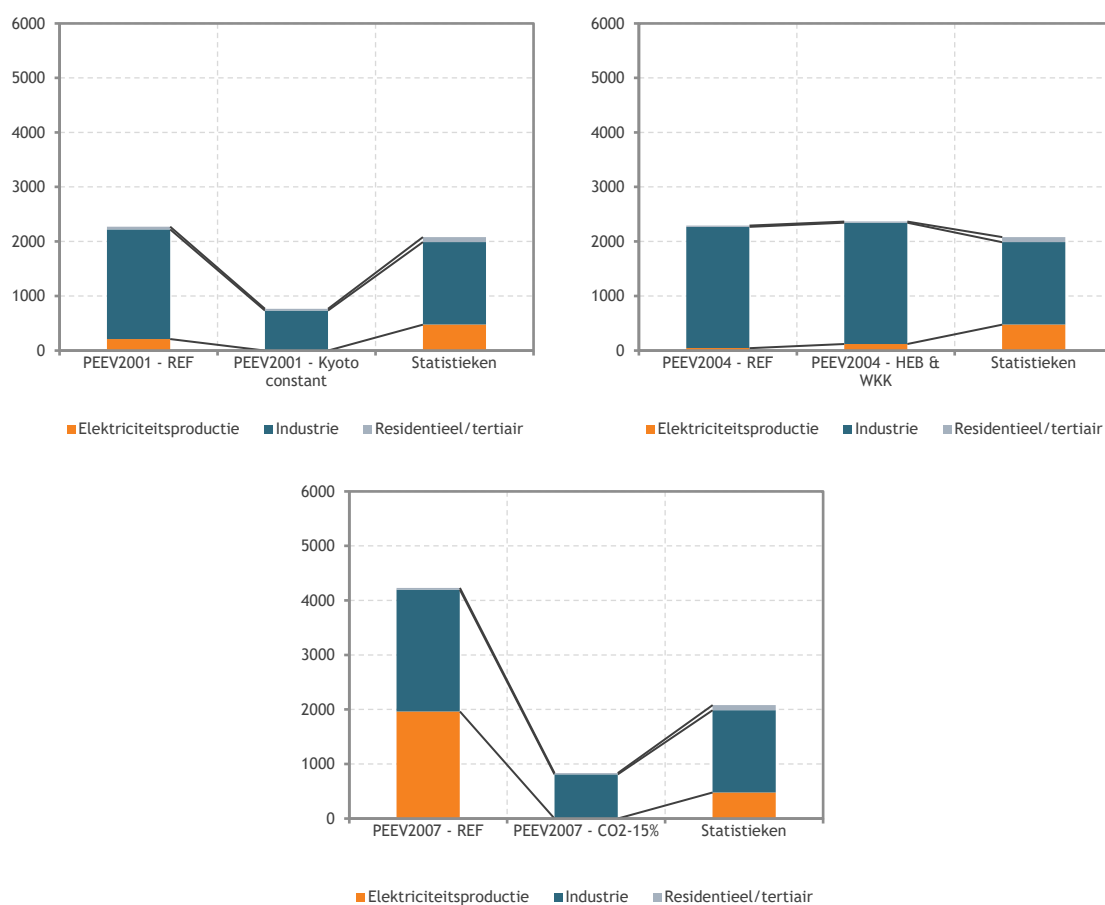 6000
5000
4000
3000
2000
1000
0
PEEV2001 - REF
PEEV2001 - Kyoto
constant
Statistieken
Elektriciteitsproductie
Industrie
Residentieel/tertiair
6000
5000
4000
3000
2000
1000
0
PEEV2004 - REF
PEEV2004 - HEB &
WKK
Statistieken
Elektriciteitsproductie
Industrie
Residentieel/tertiair
6000
5000
4000
3000
2000
1000
0
PEEV2007 - REF
PEEV2007 - CO2-15%
Statistieken
Elektriciteitsproductie
Industrie
Residentieel/tertiair